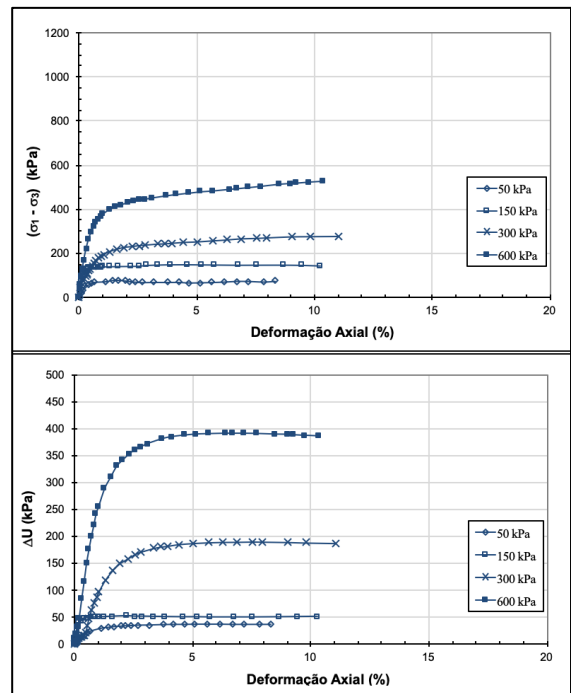 (σ₁ - σ₃) (kPa)
1200
1000
800
600
400
200
0
0 5 10 15 20
Deformação Axial (%)
50 kPa
150 kPa
300 kPa
600 kPa
ΔU (kPa)
500
450
400
350
300
250
200
150
100
50
0
0 5 10 15 20
Deformação Axial (%)
50 kPa
150 kPa
300 kPa
600 kPa